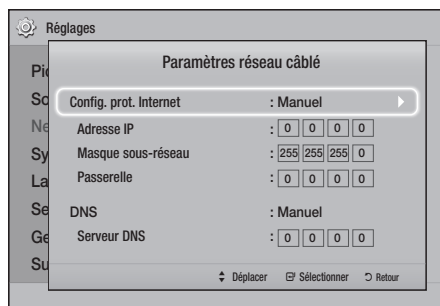 Réglages
Paramètres réseau câblé
Pi
Config. prot. Internet : Manuel
So
Adresse IP : 0 0 0 0
Ne
Masque sous-réseau : 255 255 255 0
Sy
Passerelle : 0 0 0 0
La
DNS : Manuel
Se
Serveur DNS : 0 0 0 0
Ge
Su
Déplacer Sélectionner Retour